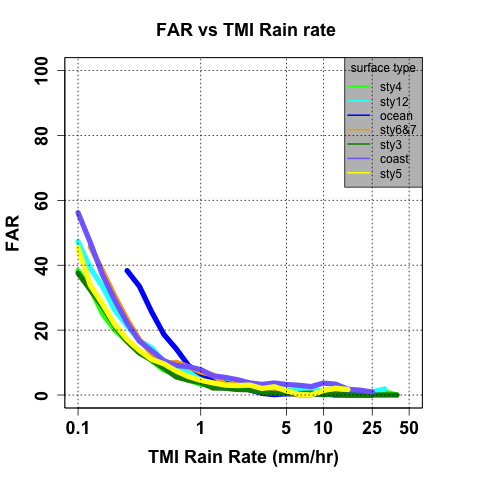 FAR vs TMI Rain rate
surface type
sty4
sty12
ocean
sty6&7
sty3
coast
sty5
FAR
100
80
60
40
20
0
0.1 1 5 10 25 50
TMI Rain Rate (mm/hr)